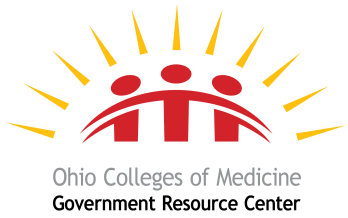 Ohio Colleges of Medicine
Government Resource Center